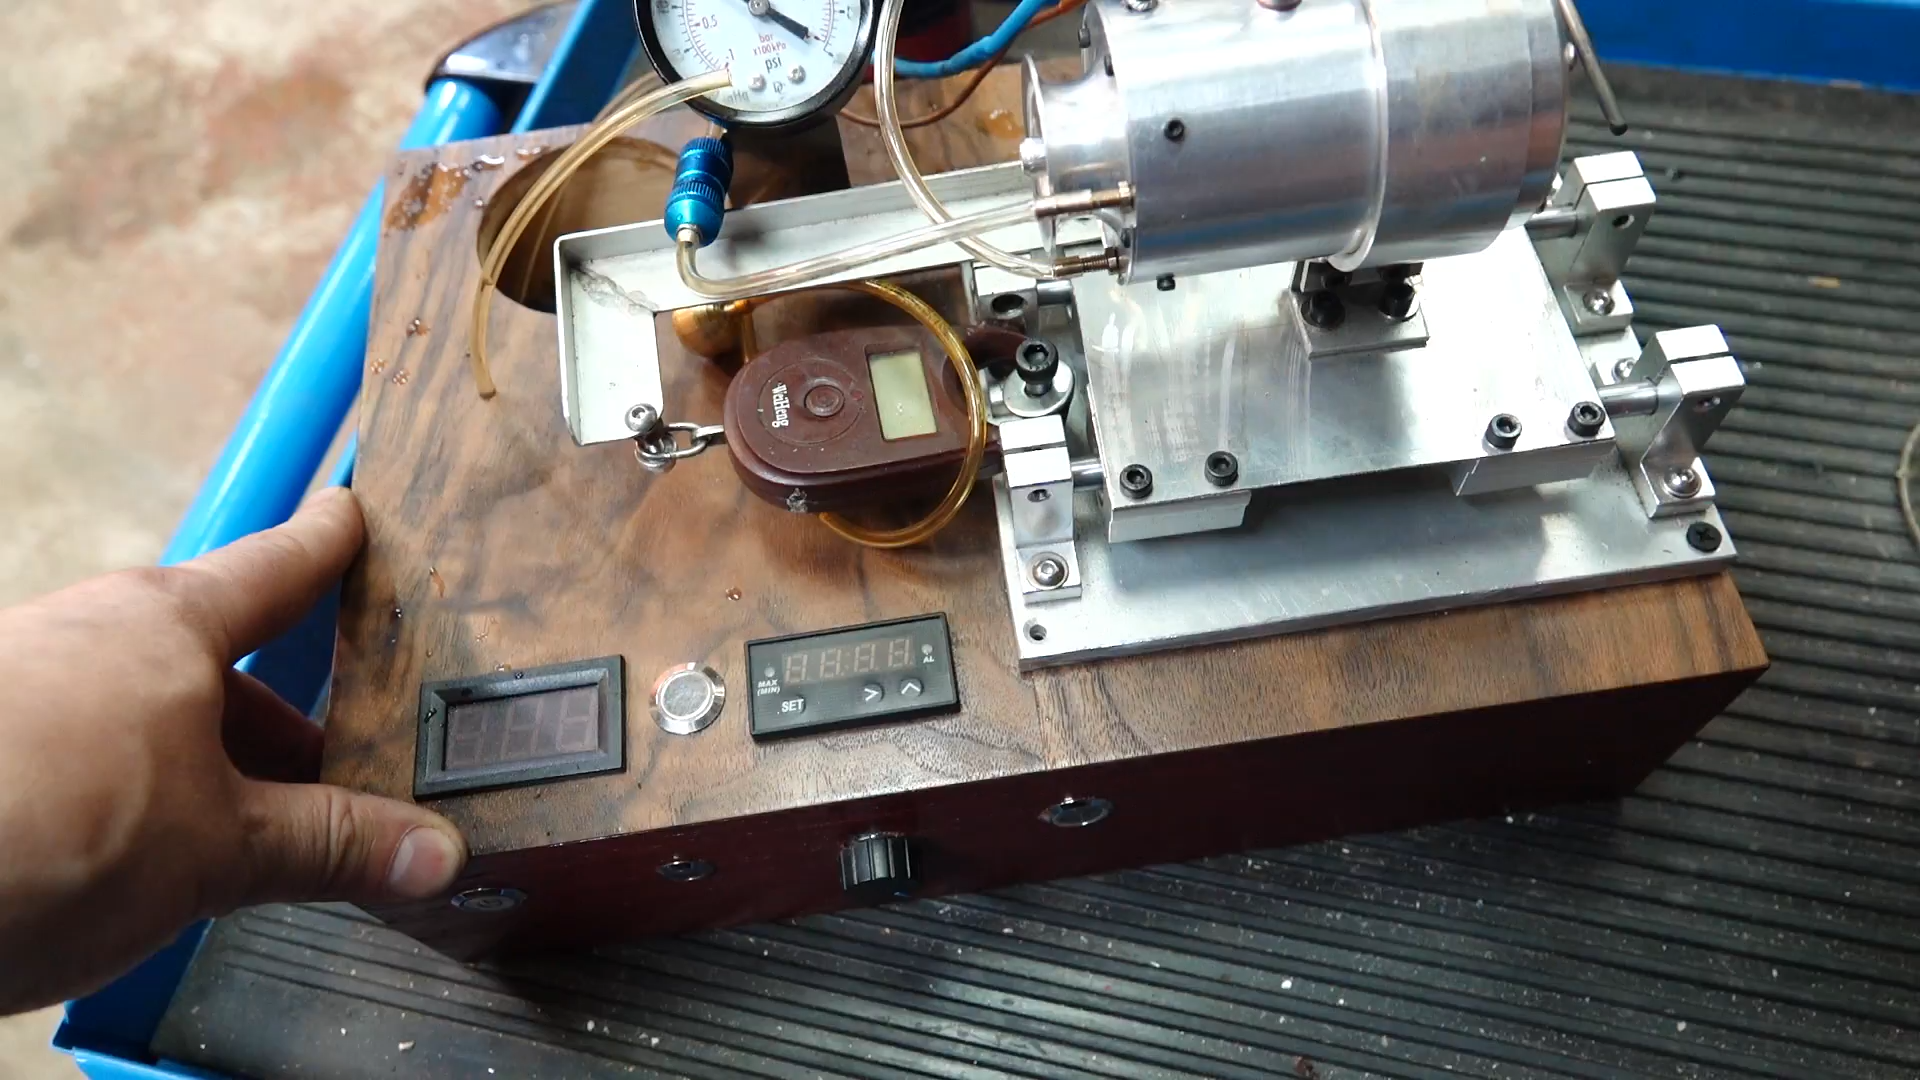 0.5
bar
x100kPa
psi
WeiHeng
MAX
(MIN)
AL
SET